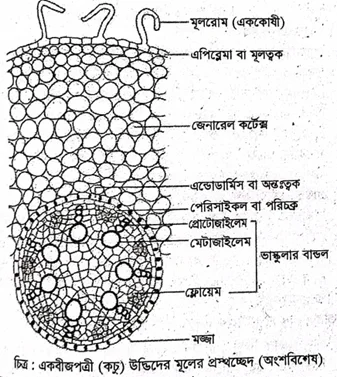 মূলরোম (এককোষী)
এপিব্লেমা বা মূলত্বক
জেনারেল কর্টেক্স
এন্ডোডার্মিস বা অন্তঃত্বক
পেরিসাইকল বা পরিচক্র
প্রোটোজাইলেম
মেটাজাইলেম
ভাস্কুলার বান্ডল
ফ্লোয়েম
মজ্জা
চিত্র : একবীজপত্রী (কচু) উদ্ভিদের মূলের প্রস্থচ্ছেদ (অংশবিশেষ)